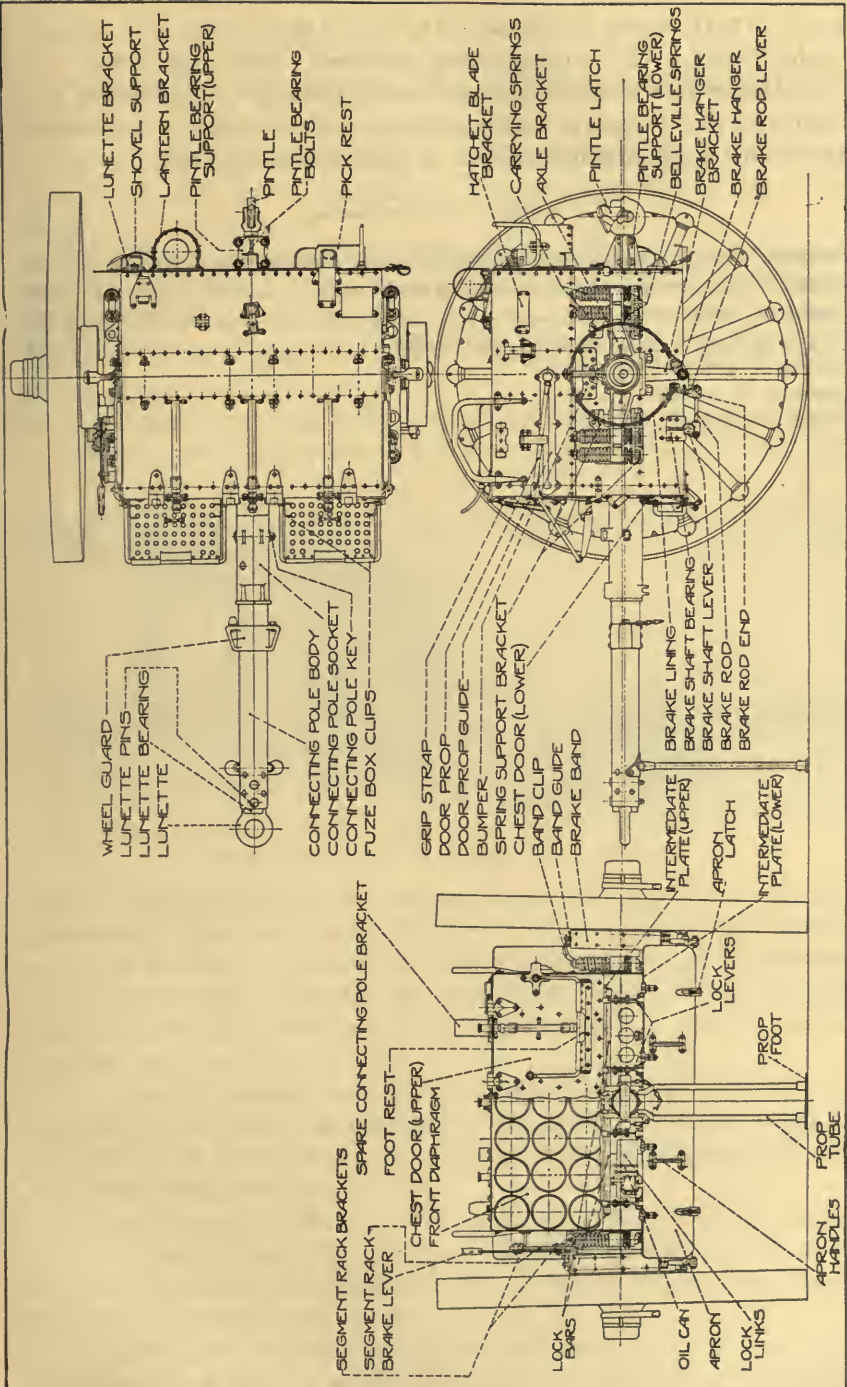 LUNETTE BRACKET
SHOVEL SUPPORT
LANTERN BRACKET
PINTLE BEARING
SUPPORT (UPPER)
PINTLE
PINTLE BEARING
BOLTS
PICK REST
WHEEL GUARD
LUNETTE PINS
LUNETTE BEARING
LUNETTE
CONNECTING POLE BODY
CONNECTING POLE SOCKET
CONNECTING POLE KEY
FUZE BOX CLIPS
HATCHET BLADE
BRACKET
CARRYING SPRINGS
AXLE BRACKET
PINTLE LATCH
PINTLE BEARING
SUPPORT (LOWER)
BELLEVILLE SPRINGS
BRAKE HANGER
BRACKET
BRAKE HANGER
BRAKE ROD LEVER
GRIP STRAP
DOOR PROP
DOOR PROP GUIDE
BUMPER
SPRING SUPPORT BRACKET
CHEST DOOR (LOWER)
BAND CLIP
BAND GUIDE
BRAKE BAND
BRAKE LINING
BRAKE SHAFT BEARING
BRAKE SHAFT LEVER
BRAKE ROD
BRAKE ROD END
INTERMEDIATE
PLATE (UPPER)
APRON
LATCH
INTERMEDIATE
PLATE (LOWER)
SEGMENT RACK BRACKETS
SEGMENT RACK
BRAKE LEVER
SPARE CONNECTING POLE BRACKET
FOOT REST
CHEST DOOR (UPPER)
FRONT DIAPHRAGM
LOCK
BARS
OIL CAN
APRON
LOCK
LINKS
APRON
HANDLES
PROP
TUBE
PROP FOOT
LOCK
LEVERS